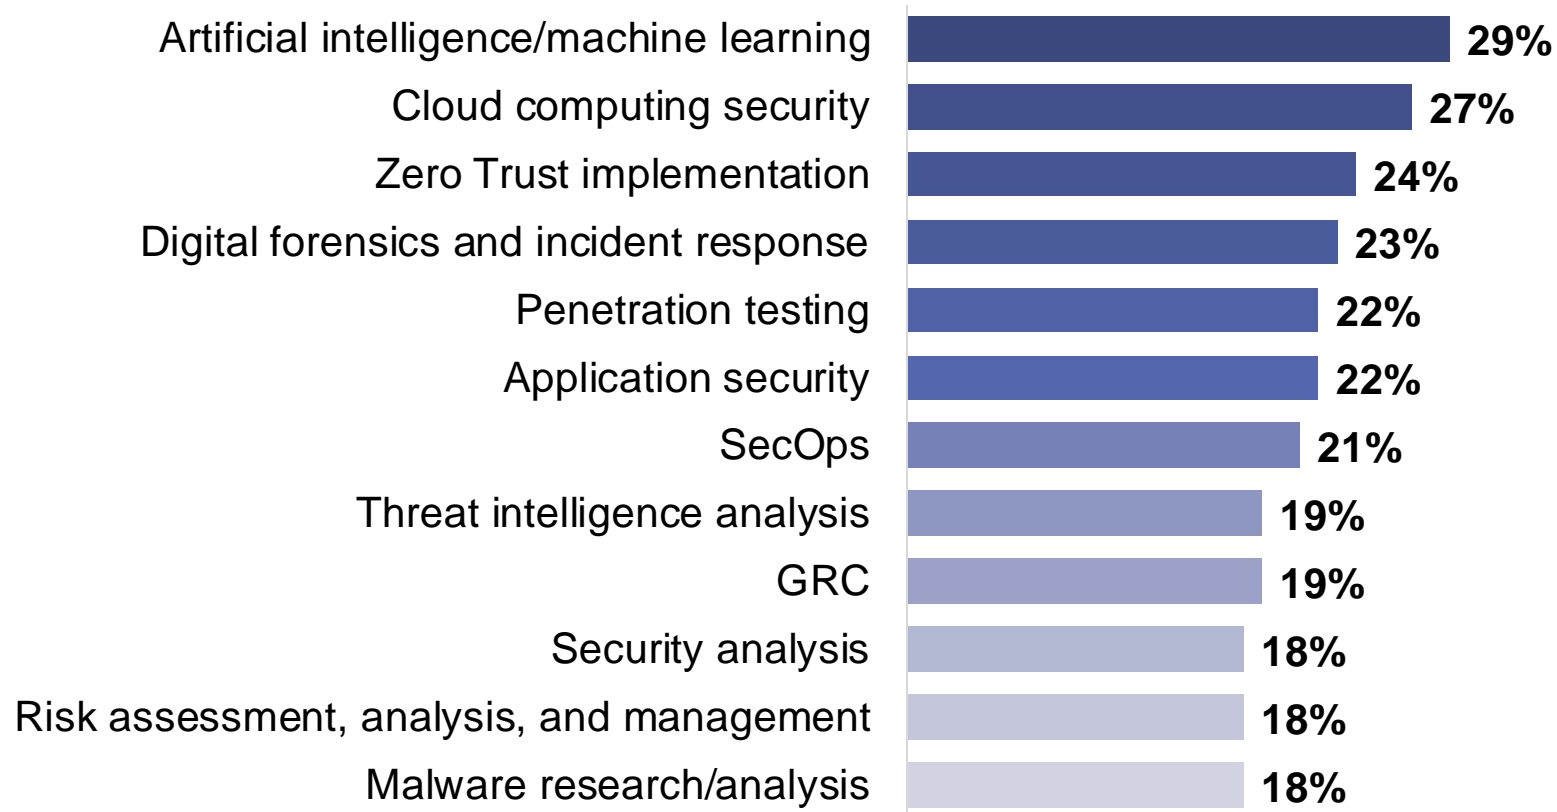 Artificial intelligence/machine learning 29%
Cloud computing security 27%
Zero Trust implementation 24%
Digital forensics and incident response 23%
Penetration testing 22%
Application security 22%
SecOps 21%
Threat intelligence analysis 19%
GRC 19%
Security analysis 18%
Risk assessment, analysis, and management 18%
Malware research/analysis 18%